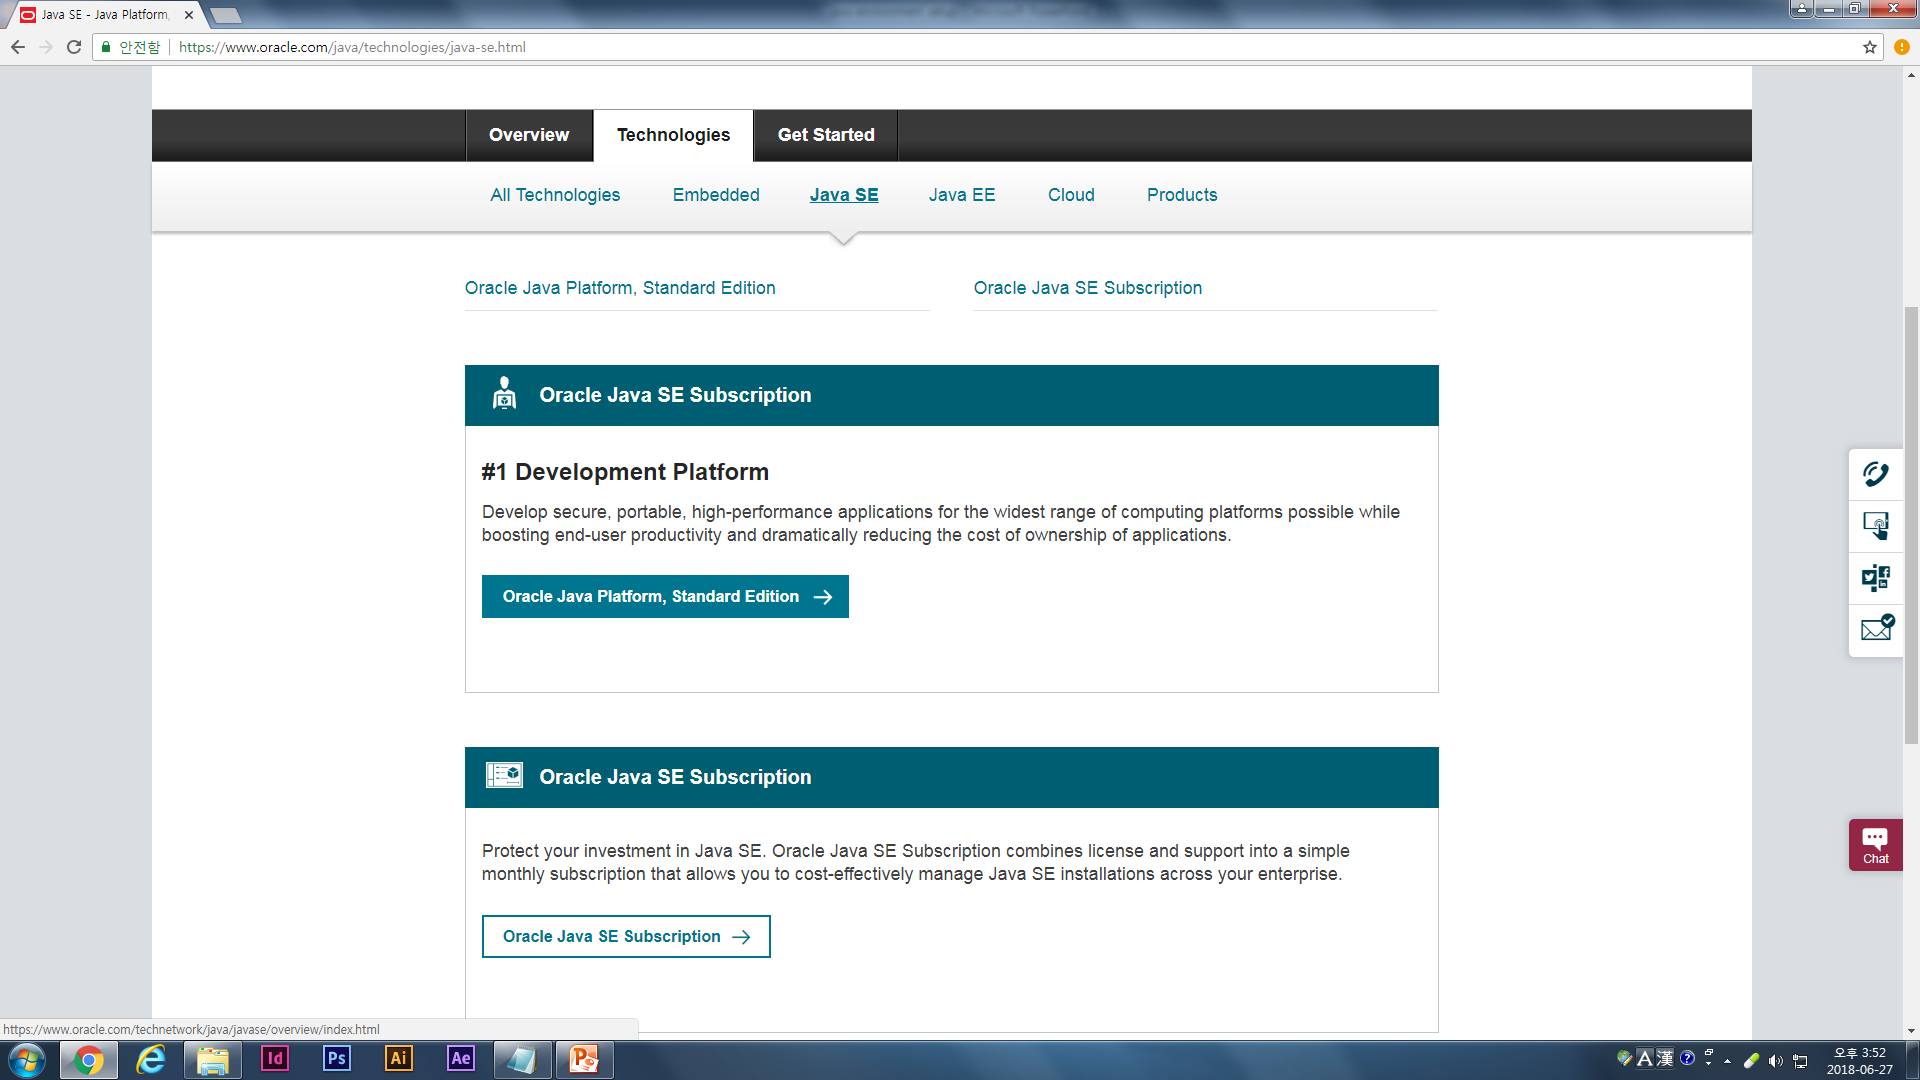 Java SE - Java Platform,
안전함 https://www.oracle.com/java/technologies/java-se.html
Overview Technologies Get Started
All Technologies Embedded Java SE Java EE Cloud Products
Oracle Java Platform, Standard Edition Oracle Java SE Subscription
Oracle Java SE Subscription
#1 Development Platform
Develop secure, portable, high-performance applications for the widest range of computing platforms possible while
boosting end-user productivity and dramatically reducing the cost of ownership of applications.
Oracle Java Platform, Standard Edition
Oracle Java SE Subscription
Protect your investment in Java SE. Oracle Java SE Subscription combines license and support into a simple
monthly subscription that allows you to cost-effectively manage Java SE installations across your enterprise.
Oracle Java SE Subscription
Chat
https://www.oracle.com/technetwork/java/javase/overview/index.html
Id Ps Ai Ae
A 漢
오후 3:52
2018-06-27